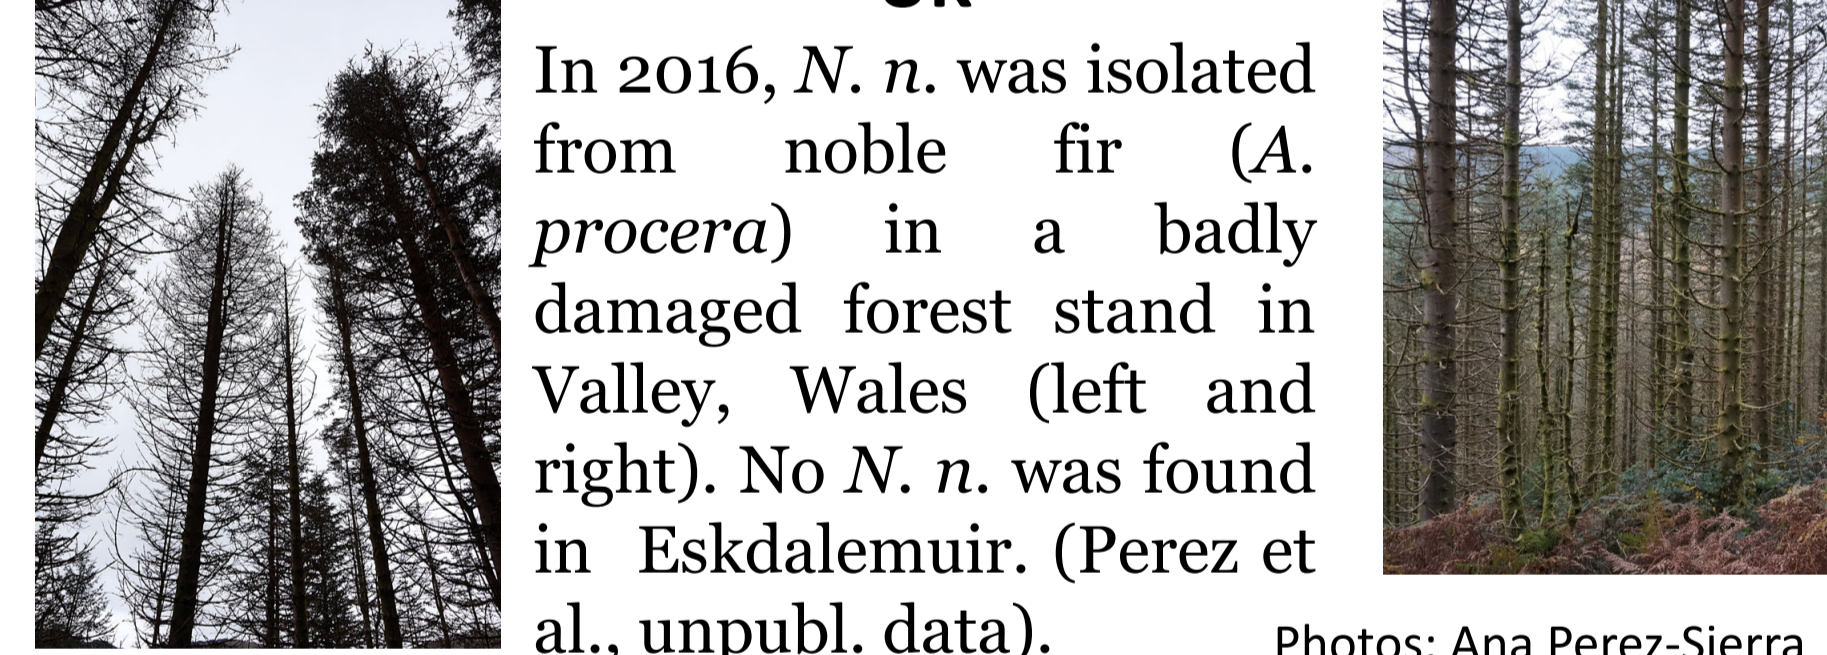 In 2016, N. n. was isolated
from noble fir (A.
procera) in a badly
damaged forest stand in
Valley, Wales (left and
right). No N. n. was found
in Eskdalemuir. (Perez et
al., unpubl. data).
Photos: Ana Perez-Sierra